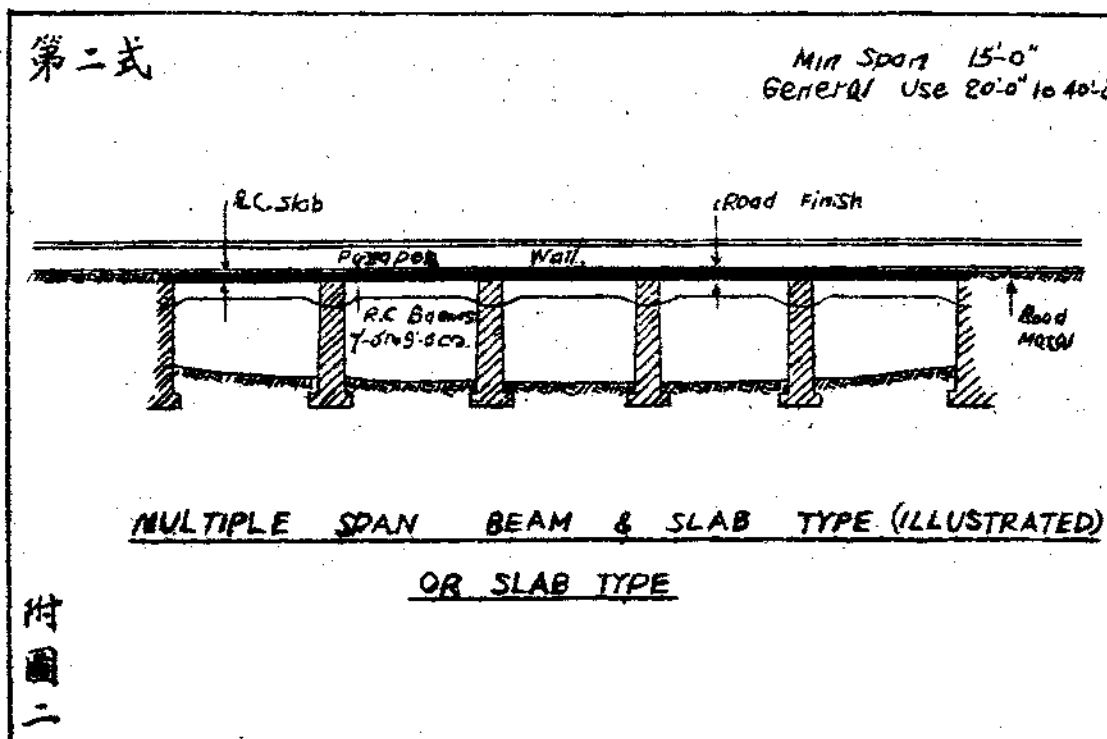 第二式
Min Span 15'-0"
General Use 20'-0" to 40'-
R.C. Slab
Road Finish
Parapet Wall.
R.C Beams
Road
Metal
MULTIPLE SPAN BEAM & SLAB TYPE (ILLUSTRATED)
OR SLAB TYPE
附圖二